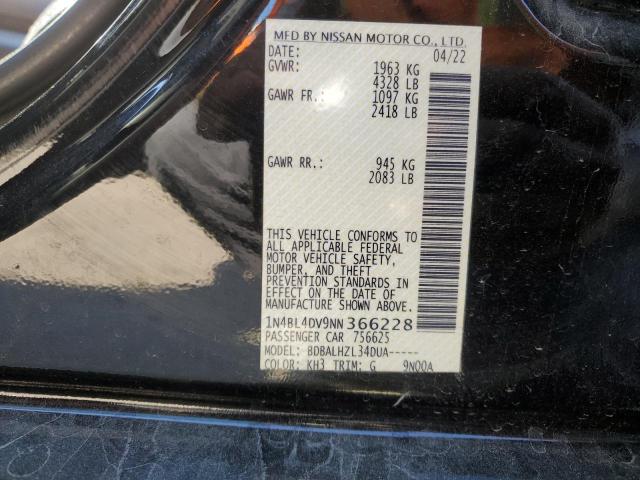 MFD BY NISSAN MOTOR CO., LTD.
DATE: 04/22
GVWR: 1963 KG
4328 LB
GAWR FR.: 1097 KG
2418 LB
GAWR RR.: 945 KG
2083 LB
THIS VEHICLE CONFORMS TO
ALL APPLICABLE FEDERAL
MOTOR VEHICLE SAFETY,
BUMPER, AND THEFT
PREVENTION STANDARDS IN
EFFECT ON THE DATE OF
MANUFACTURE SHOWN ABOVE.
1N4BL4DV9NN366228
PASSENGER CAR 756625
MODEL: BDBALHZL34DUA-----
COLOR: KH3 TRIM: G 9N00A